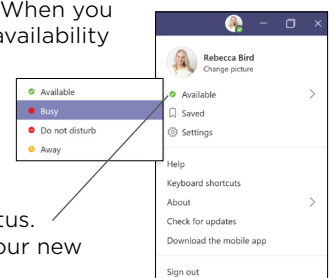 When you
availability
Rebecca Bird
Change picture
Available
Saved
Settings
Available
Busy
Do not disturb
Away
Help
Keyboard shortcuts
About
Check for updates
Download the mobile app
Sign out
tus.
our new